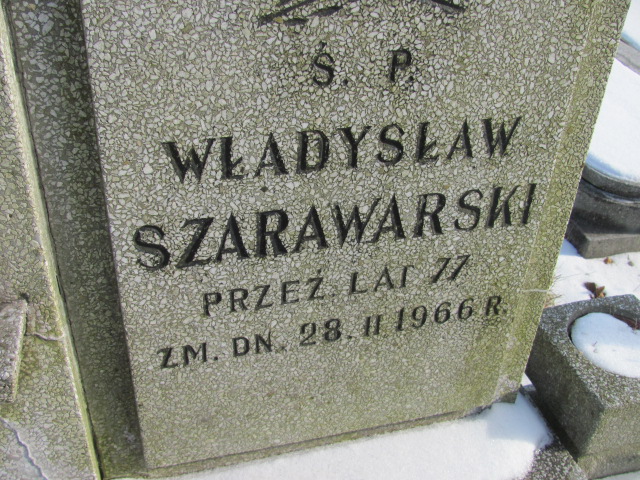 Ś. P.
WŁADYSŁAW
SZARAWARSKI
PRZEŻ. LAT 77
ZM. DN. 28. II 1966 R.